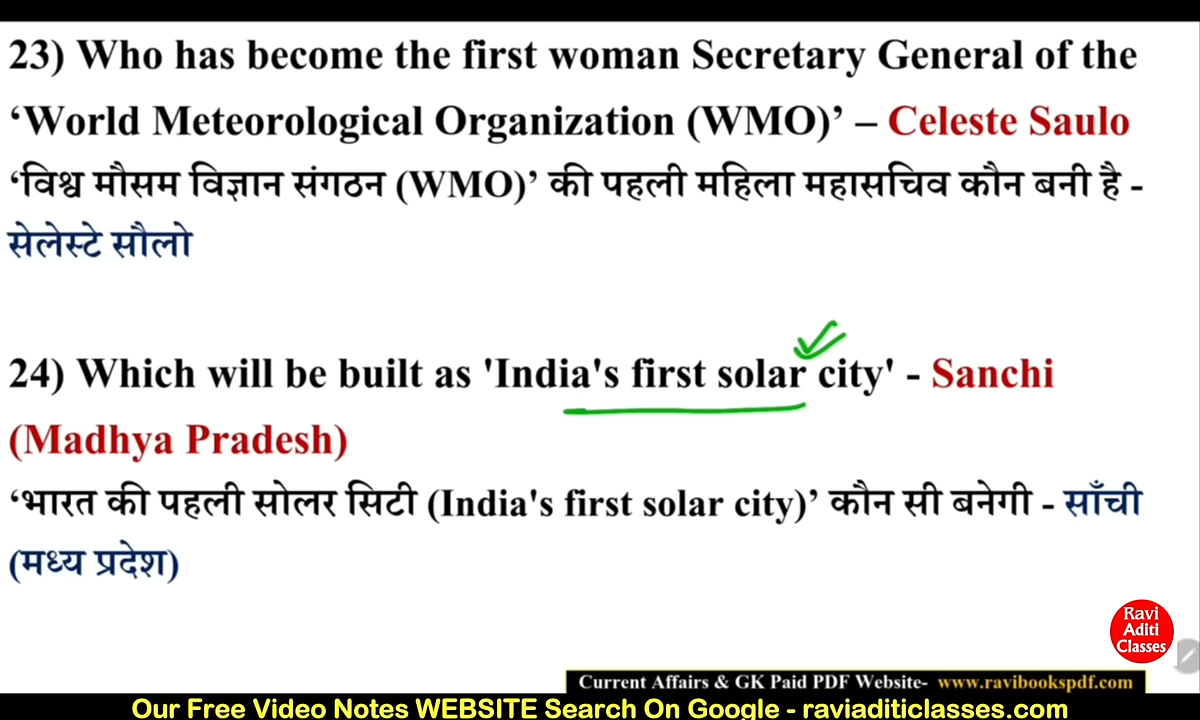 23) Who has become the first woman Secretary General of the
‘World Meteorological Organization (WMO)’ – Celeste Saulo
‘विश्व मौसम विज्ञान संगठन (WMO)’ की पहली महिला महासचिव कौन बनी है -
सेलेस्टे सौलो
24) Which will be built as 'India's first solar city' - Sanchi
(Madhya Pradesh)
‘भारत की पहली सोलर सिटी (India's first solar city)’ कौन सी बनेगी - साँची
(मध्य प्रदेश)
Ravi
Aditi
Classes
Current Affairs & GK Paid PDF Website- www.ravibookspdf.com
Our Free Video Notes WEBSITE Search On Google - raviaditiclasses.com